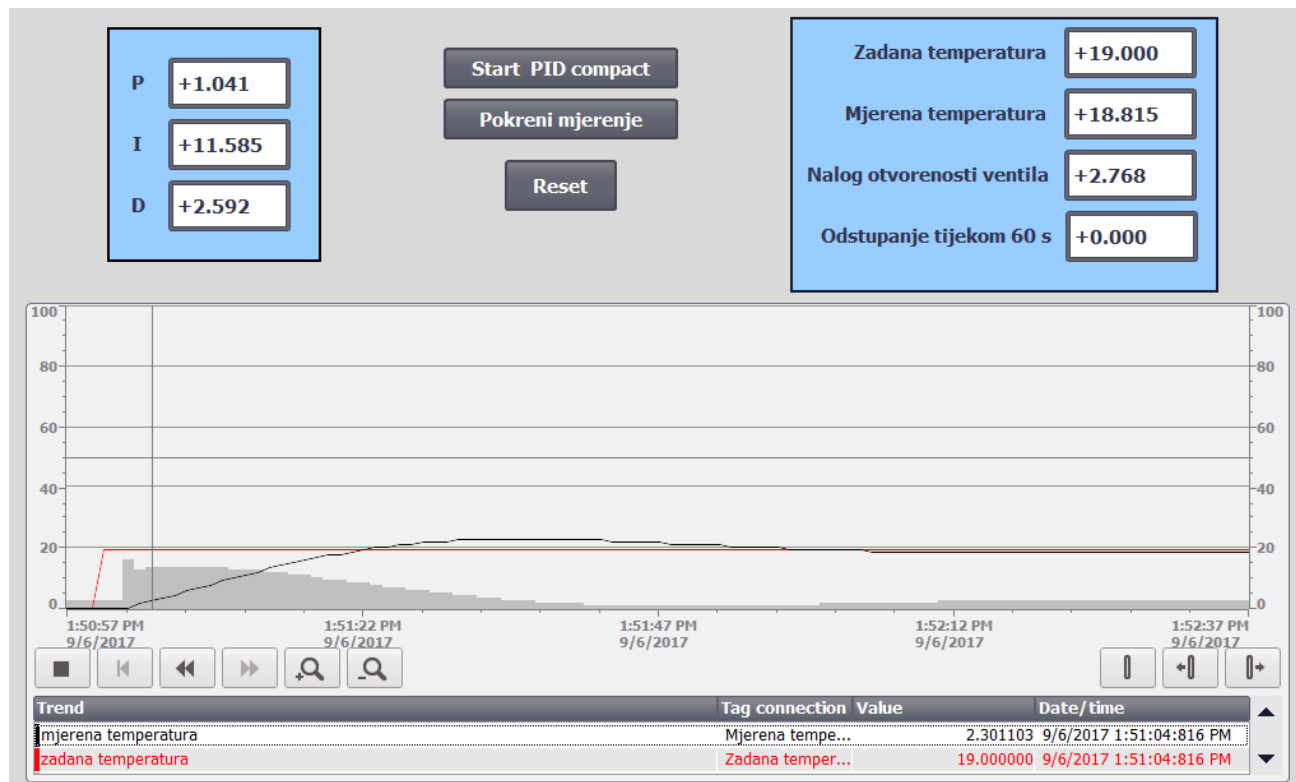 P +1.041
I +11.585
D +2.592
Start PID compact
Pokreni mjerenje
Reset
Zadana temperatura +19.000
Mjerena temperatura +18.815
Nalog otvorenosti ventila +2.768
Odstupanje tijekom 60 s +0.000
100 100
80 80
60 60
40 40
20 20
0 0
1:50:57 PM 1:51:22 PM 1:51:47 PM 1:52:12 PM 1:52:37 PM
9/6/2017 9/6/2017 9/6/2017 9/6/2017 9/6/2017
Trend Tag connection Value Date/time
mjerena temperatura Mjerena tempe... 2.301103 9/6/2017 1:51:04:816 PM
zadana temperatura Zadana temper... 19.000000 9/6/2017 1:51:04:816 PM